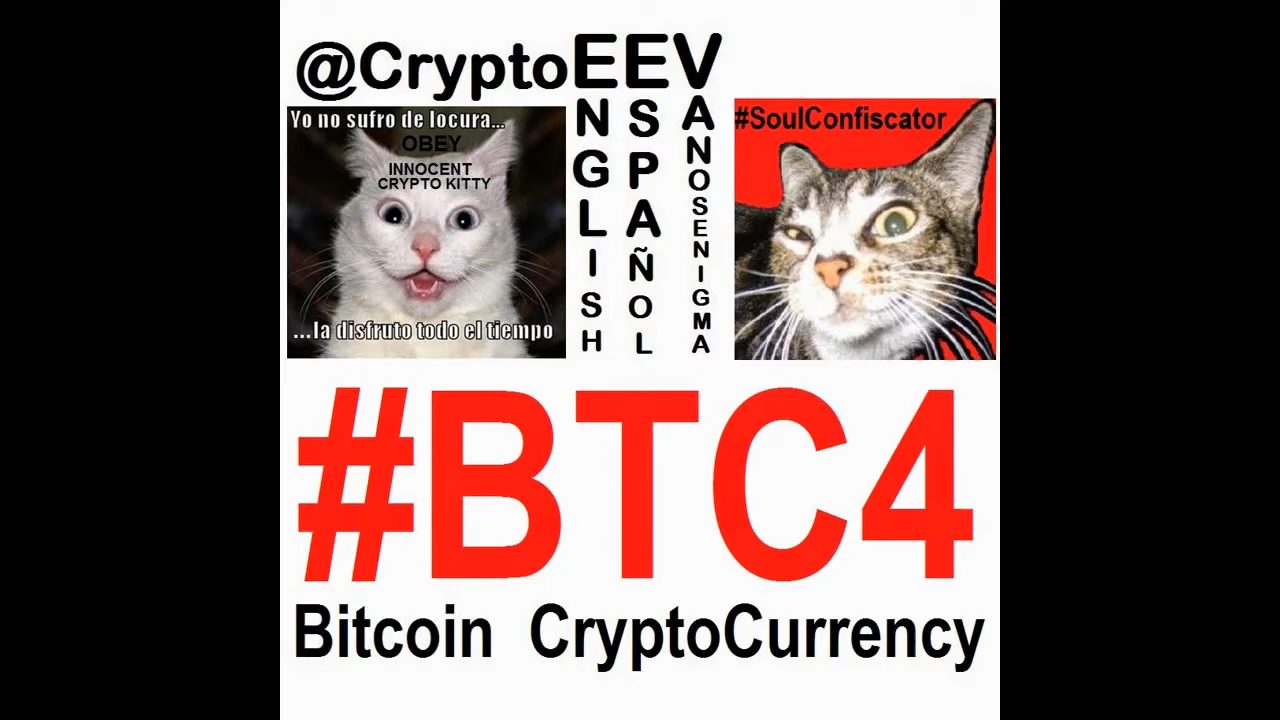 @CryptoEEV
ENGLISH
ESPAÑOL
VANOSENIGMA
Yo no sufro de locura...
OBEY
INNOCENT
CRYPTO KITTY
...la disfruto todo el tiempo
#SoulConfiscator
#BTC4
Bitcoin CryptoCurrency